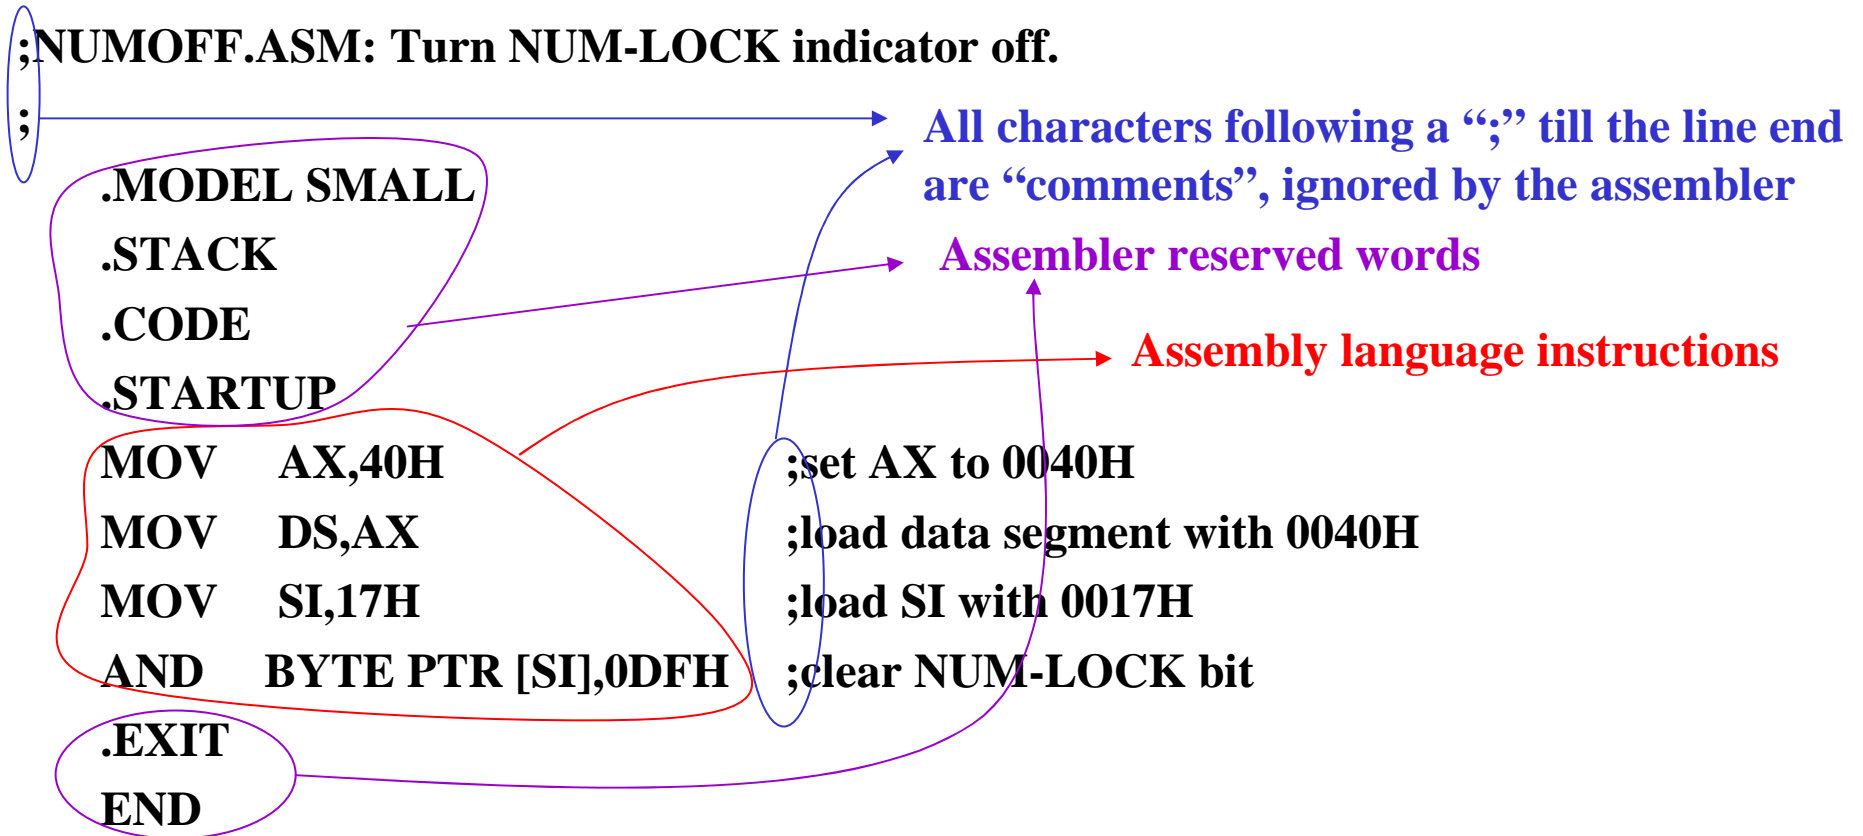 ;NUMOFF.ASM: Turn NUM-LOCK indicator off.
;
All characters following a “;” till the line end
are “comments”, ignored by the assembler
.MODEL SMALL
.STACK
Assembler reserved words
.CODE
.STARTUP
Assembly language instructions
MOV AX,40H ;set AX to 0040H
MOV DS,AX ;load data segment with 0040H
MOV SI,17H ;load SI with 0017H
AND BYTE PTR [SI],0DFH ;clear NUM-LOCK bit
.EXIT
END